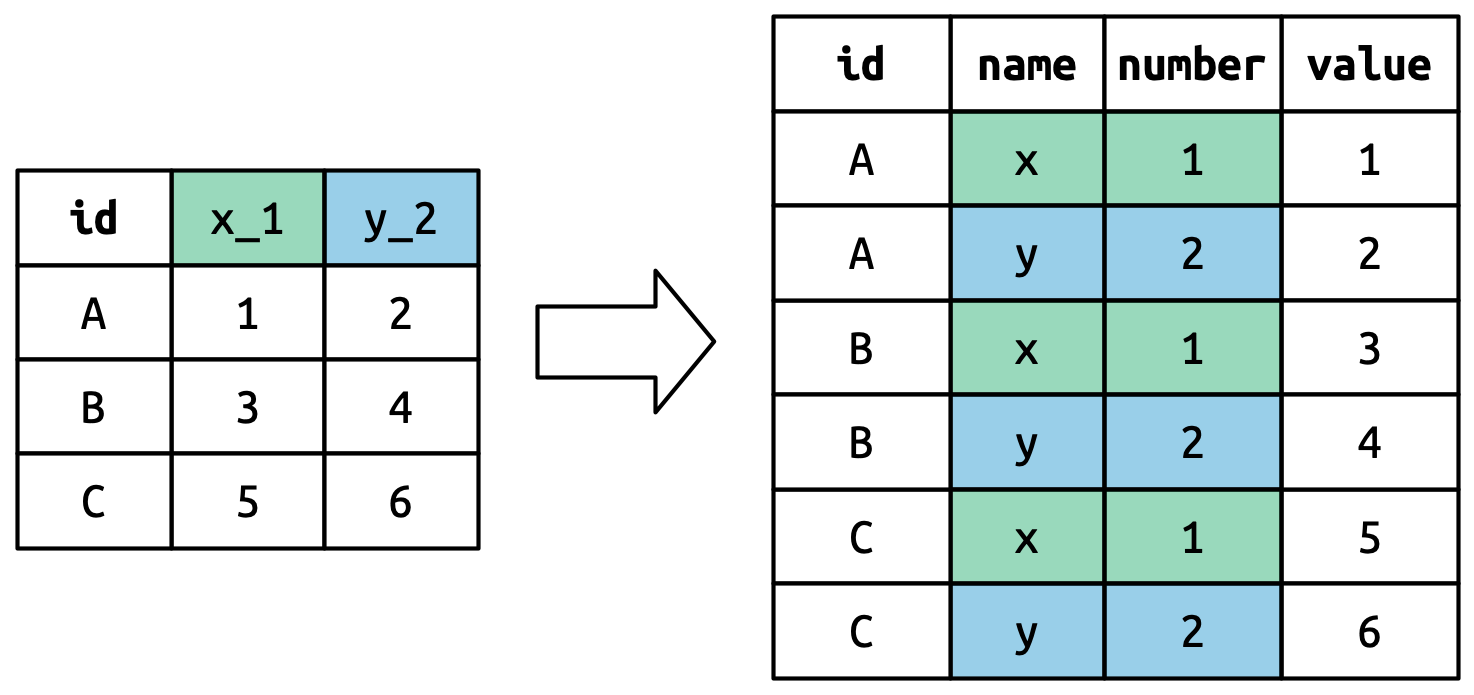 id x_1 y_2
A 1 2
B 3 4
C 5 6
id name number value
A x 1 1
A y 2 2
B x 1 3
B y 2 4
C x 1 5
C y 2 6